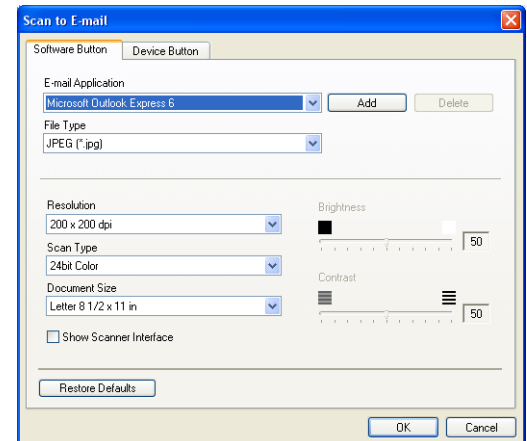 Scan to E-mail
Software Button Device Button
E-mail Application
Microsoft Outlook Express 6 Add Delete
File Type
JPEG (*.jpg)
Resolution Brightness
200 x 200 dpi
50
Scan Type
24bit Color
Document Size Contrast
Letter 8 1/2 x 11 in
50
Show Scanner Interface
Restore Defaults
OK Cancel